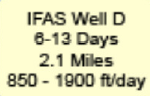 IFAS Well D
6-13 Days
2.1 Miles
850 - 1900 ft/day